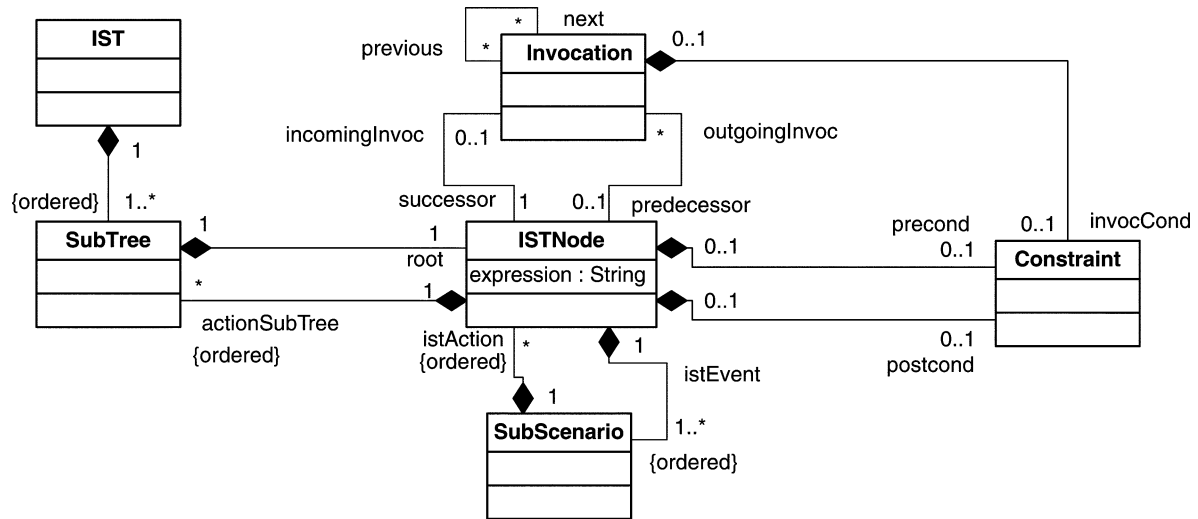 * next
IST
previous * Invocation 0..1
1
incomingInvoc 0..1 * outgoingInvoc
{ordered} 1..* successor 1 0..1 predecessor
SubTree 1 1 ISTNode 0..1 precond 0..1 0..1 invocCond
root Constraint
expression : String
* 1 0..1
actionSubTree 0..1
{ordered} istAction * 1 postcond
{ordered} istEvent
1
SubScenario 1..*
{ordered}